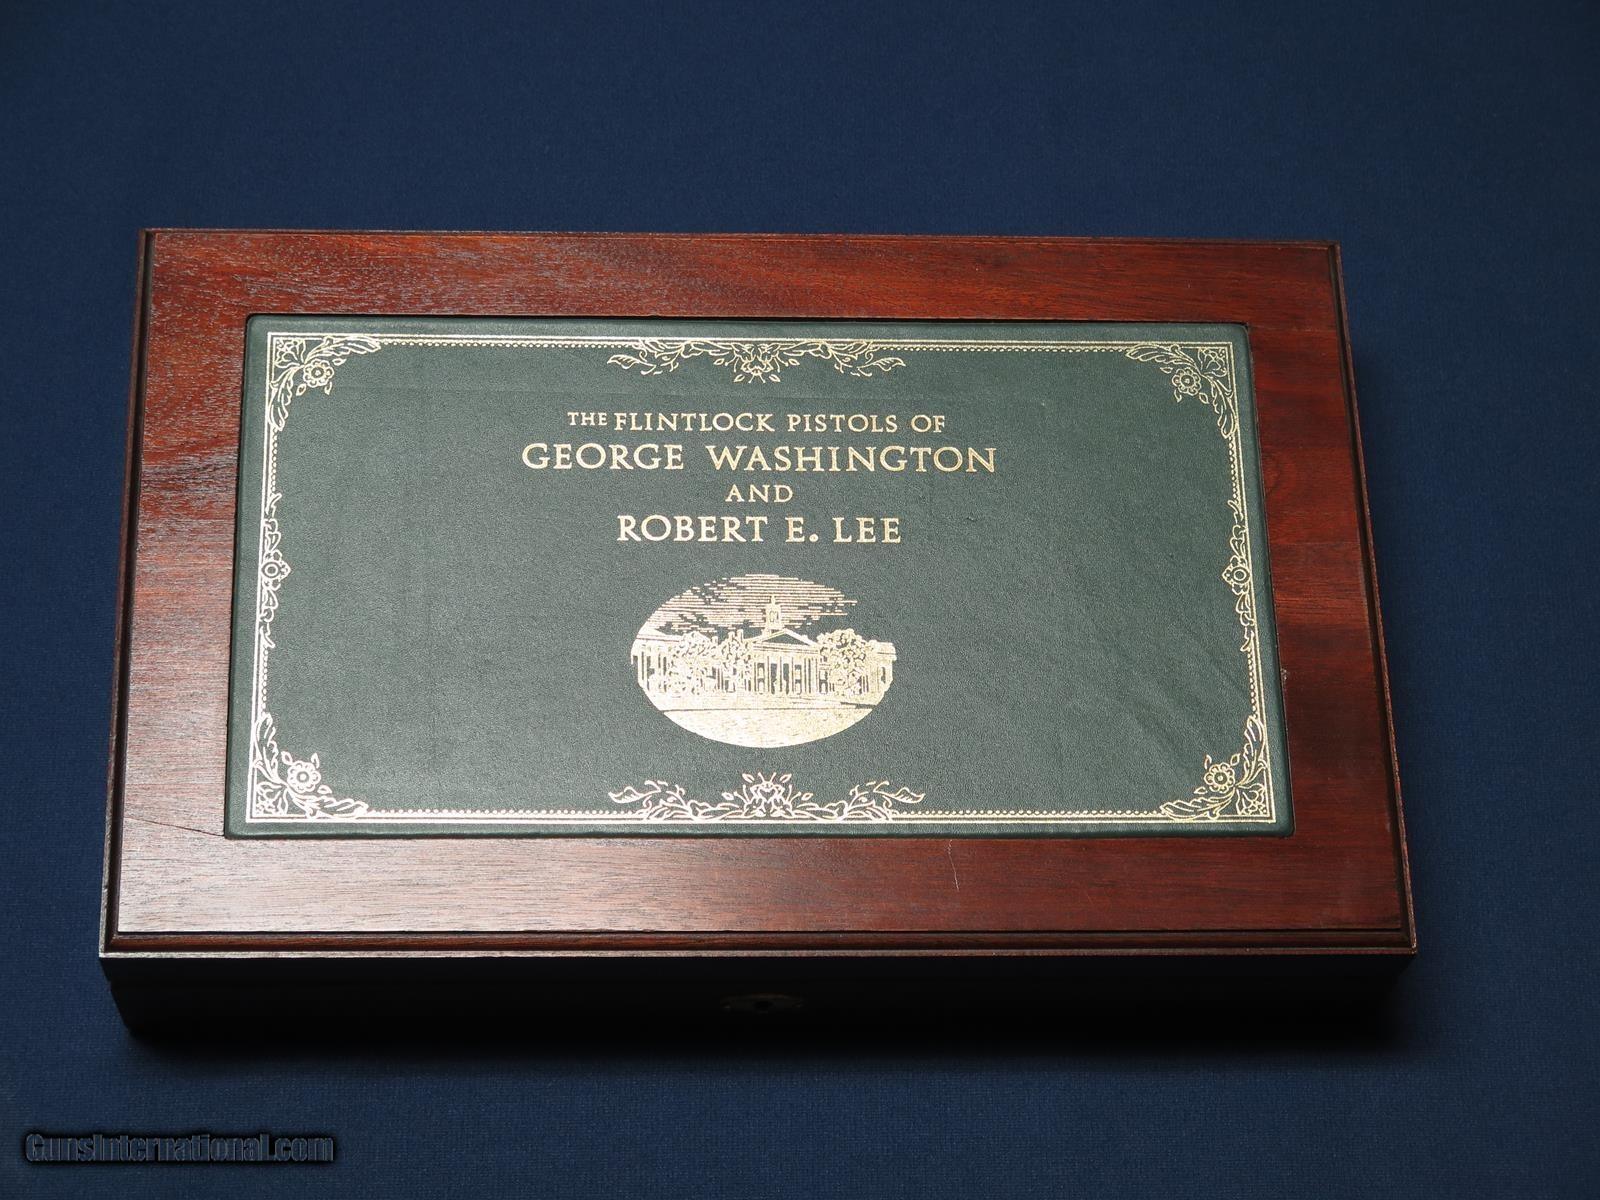 THE FLINTLOCK PISTOLS OF
GEORGE WASHINGTON
AND
ROBERT E. LEE
GunsInternational.com